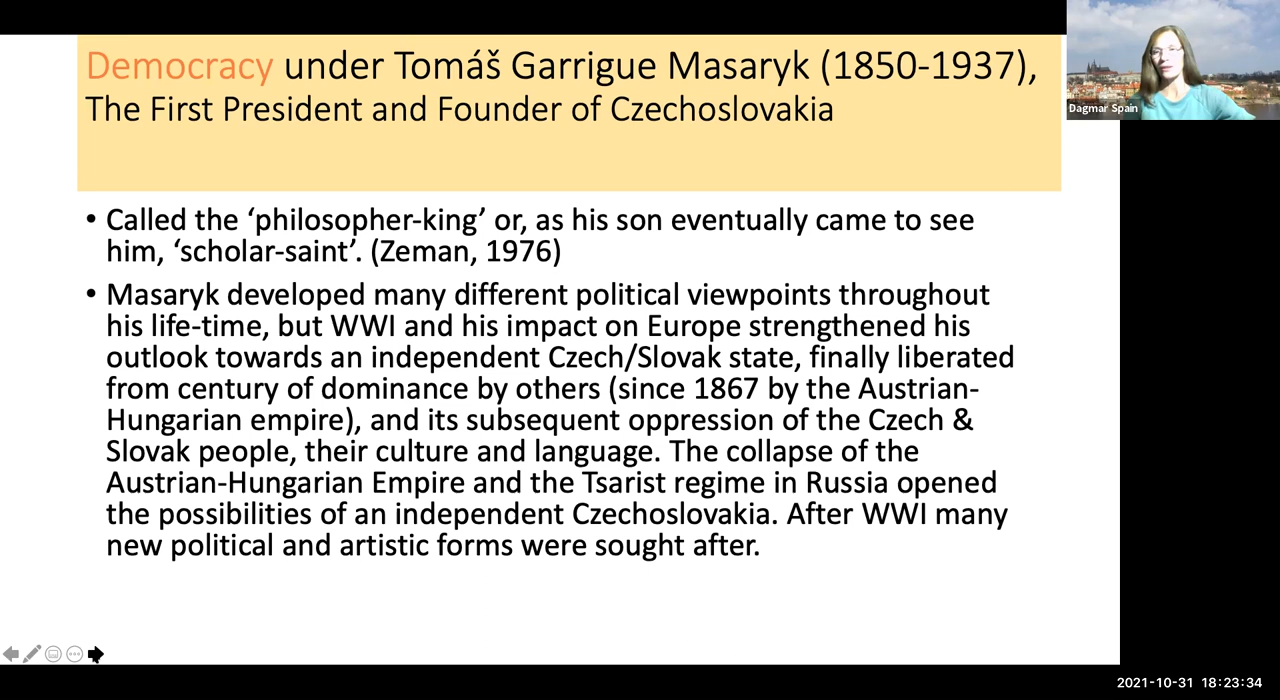 Democracy under Tomáš Garrigue Masaryk (1850-1937),
The First President and Founder of Czechoslovakia
Dagmar Spain
• Called the ‘philosopher-king’ or, as his son eventually came to see
him, ‘scholar-saint’. (Zeman, 1976)
• Masaryk developed many different political viewpoints throughout
his life-time, but WWI and his impact on Europe strengthened his
outlook towards an independent Czech/Slovak state, finally liberated
from century of dominance by others (since 1867 by the Austrian-
Hungarian empire), and its subsequent oppression of the Czech &
Slovak people, their culture and language. The collapse of the
Austrian-Hungarian Empire and the Tsarist regime in Russia opened
the possibilities of an independent Czechoslovakia. After WWI many
new political and artistic forms were sought after.
2021-10-31 18:23:34